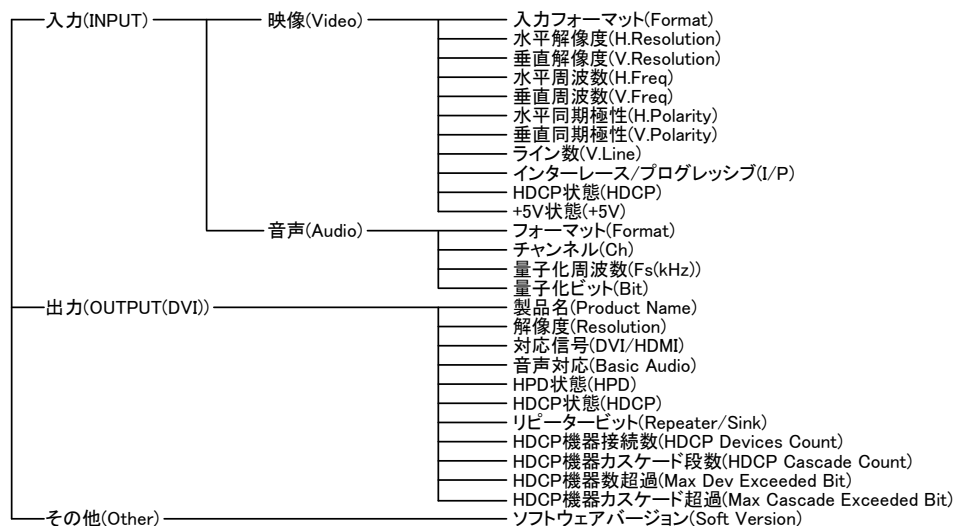 入力(INPUT) 映像(Video) 入力フォーマット(Format)
水平解像度(H.Resolution)
垂直解像度(V.Resolution)
水平周波数(H.Freq)
垂直周波数(V.Freq)
水平同期極性(H.Polarity)
垂直同期極性(V.Polarity)
ライン数(V.Line)
インターレース/プログレッシブ(I/P)
HDCP状態(HDCP)
+5V状態(+5V)
音声(Audio) フォーマット(Format)
チャンネル(Ch)
量子化周波数(Fs(kHz))
量子化ビット(Bit)
出力(OUTPUT(DVI)) 製品名(Product Name)
解像度(Resolution)
対応信号(DVI/HDMI)
音声対応(Basic Audio)
HPD状態(HPD)
HDCP状態(HDCP)
リピータービット(Repeater/Sink)
HDCP機器接続数(HDCP Devices Count)
HDCP機器カスケード段数(HDCP Cascade Count)
HDCP機器数超過(Max Dev Exceeded Bit)
HDCP機器カスケード超過(Max Cascade Exceeded Bit)
その他(Other) ソフトウェアバージョン(Soft Version)